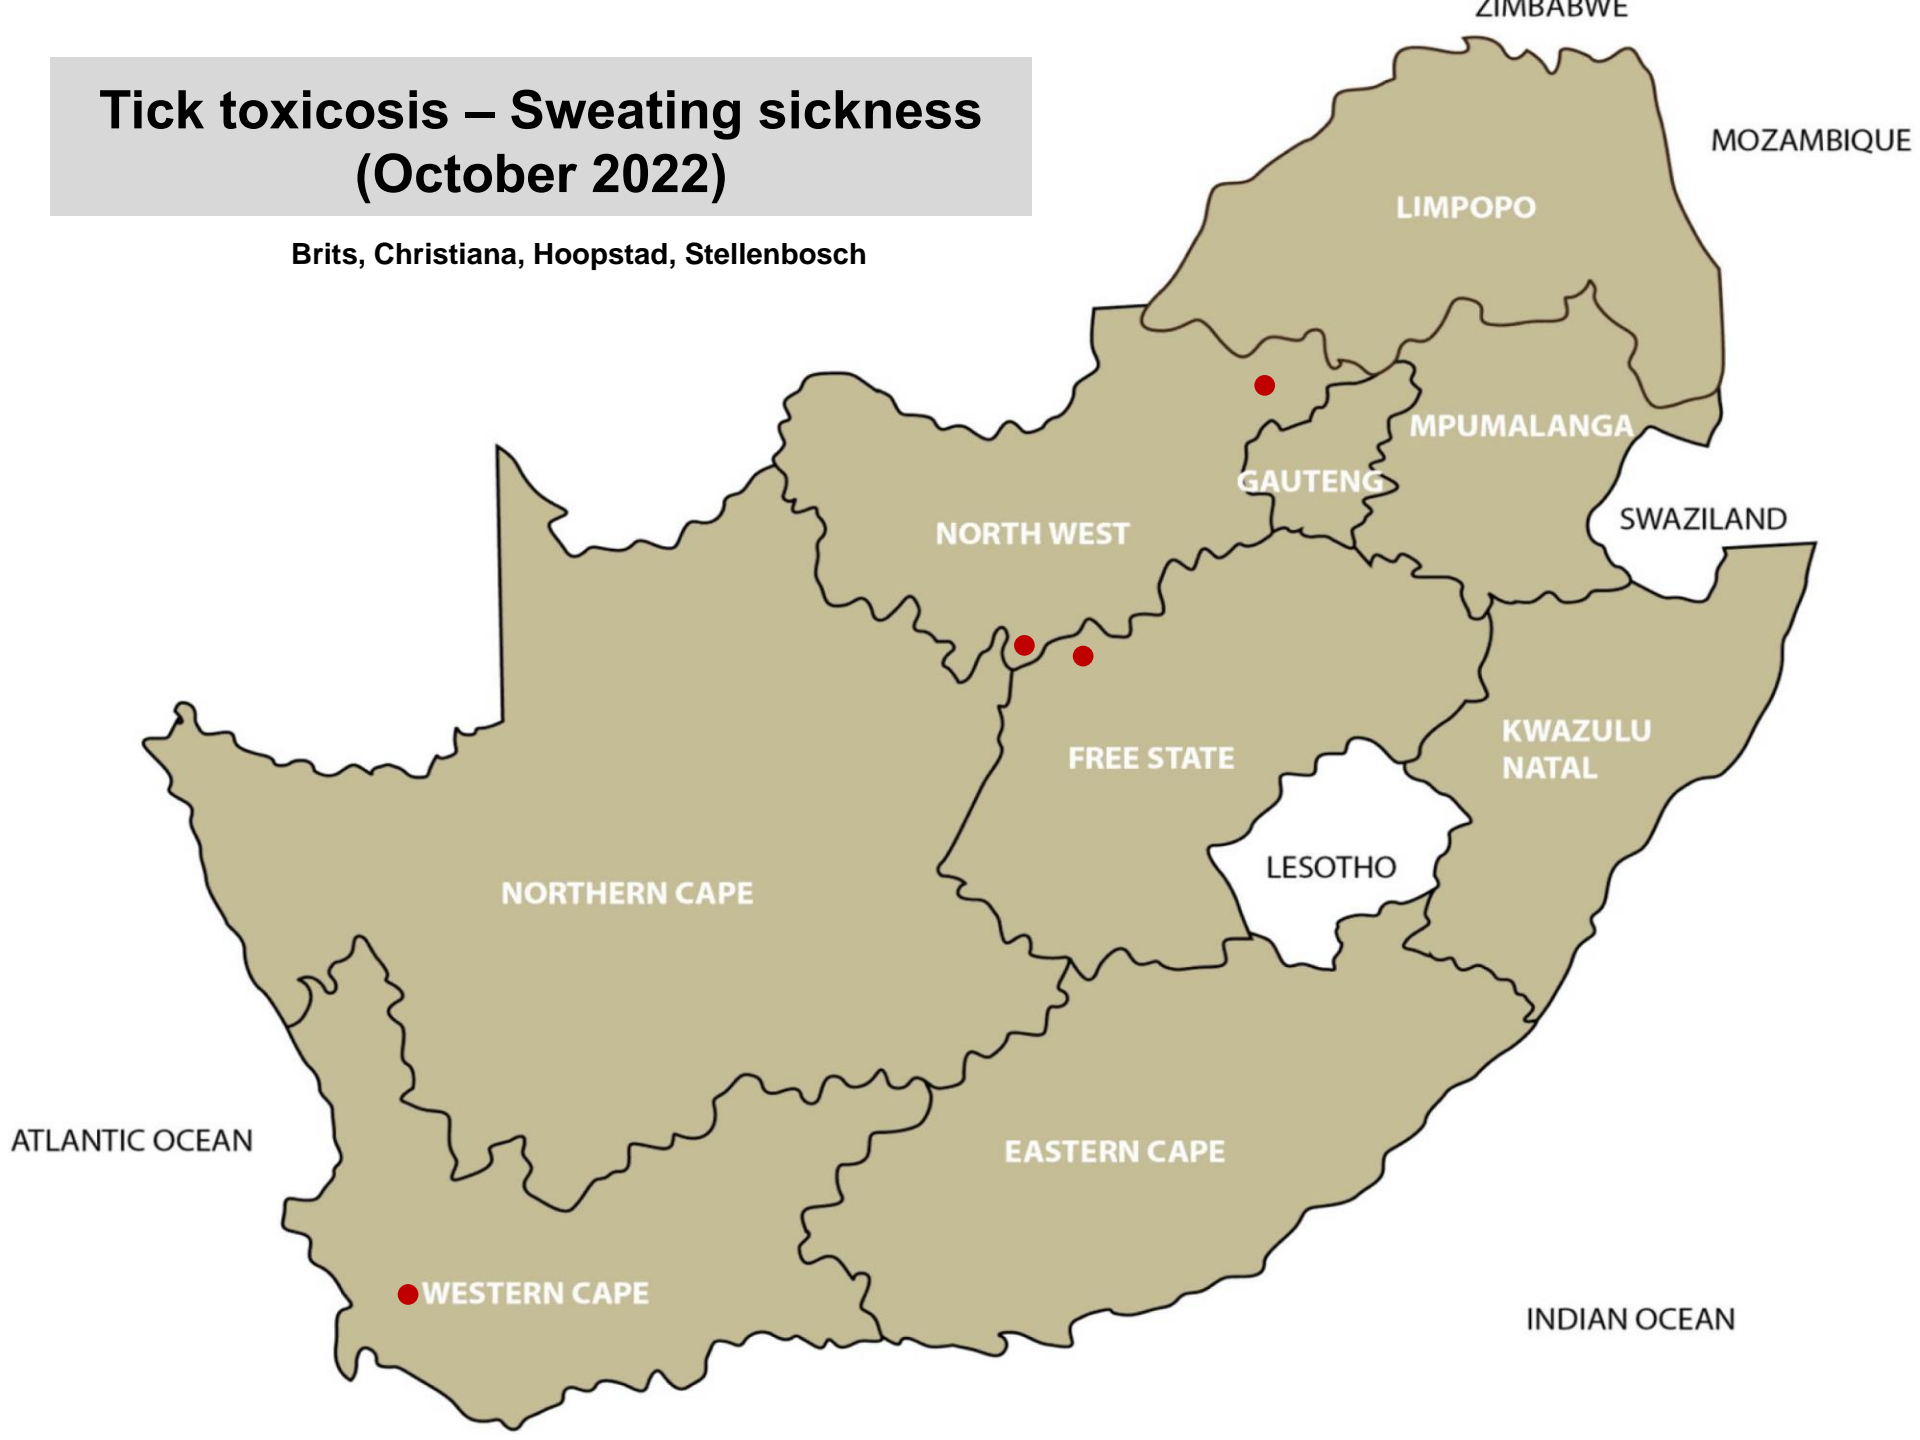 ZIMBABWE
Tick toxicosis – Sweating sickness
(October 2022)
MOZAMBIQUE
LIMPOPO
Brits, Christiana, Hoopstad, Stellenbosch
MPUMALANGA
GAUTENG
SWAZILAND
NORTH WEST
KWAZULU
NATAL
FREE STATE
LESOTHO
NORTHERN CAPE
ATLANTIC OCEAN
EASTERN CAPE
WESTERN CAPE
INDIAN OCEAN